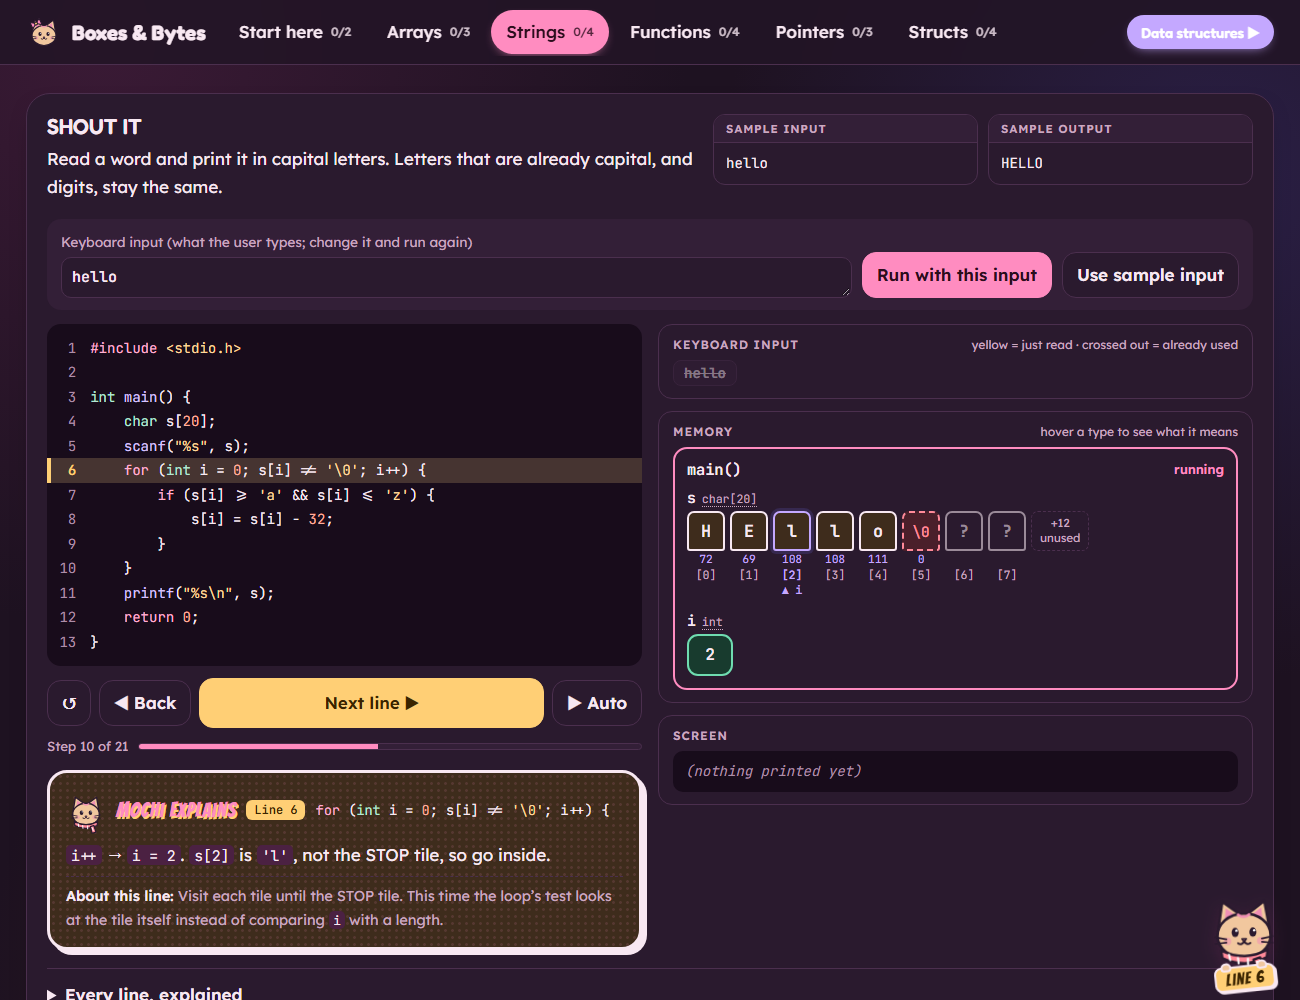 Boxes & Bytes
Start here 0/2
Arrays 0/3
Strings 0/4
Functions 0/4
Pointers 0/3
Structs 0/4
Data structures ▶
SHOUT IT
Read a word and print it in capital letters. Letters that are already capital, and
digits, stay the same.
SAMPLE INPUT
hello
SAMPLE OUTPUT
HELLO
Keyboard input (what the user types; change it and run again)
hello
Run with this input
Use sample input
1 #include <stdio.h>
2
3 int main() {
4 char s[20];
5 scanf("%s", s);
6 for (int i = 0; s[i] != '\0'; i++) {
7 if (s[i] >= 'a' && s[i] <= 'z') {
8 s[i] = s[i] - 32;
9 }
10 }
11 printf("%s\n", s);
12 return 0;
13 }
↺
◀ Back
Next line ▶
▶ Auto
Step 10 of 21
MOCHI EXPLAINS Line 6 for (int i = 0; s[i] != '\0'; i++) {
i++ → i = 2. s[2] is 'l', not the STOP tile, so go inside.
About this line: Visit each tile until the STOP tile. This time the loop's test looks
at the tile itself instead of comparing i with a length.
Every line, explained
KEYBOARD INPUT
yellow = just read · crossed out = already used
hello
MEMORY
hover a type to see what it means
main()
running
s char[20]
H E l l o \0 ? ? +12 unused
72 69 108 108 111 0
[0] [1] [2] [3] [4] [5] [6] [7]
▲ i
i int
2
SCREEN
(nothing printed yet)
LINE 6